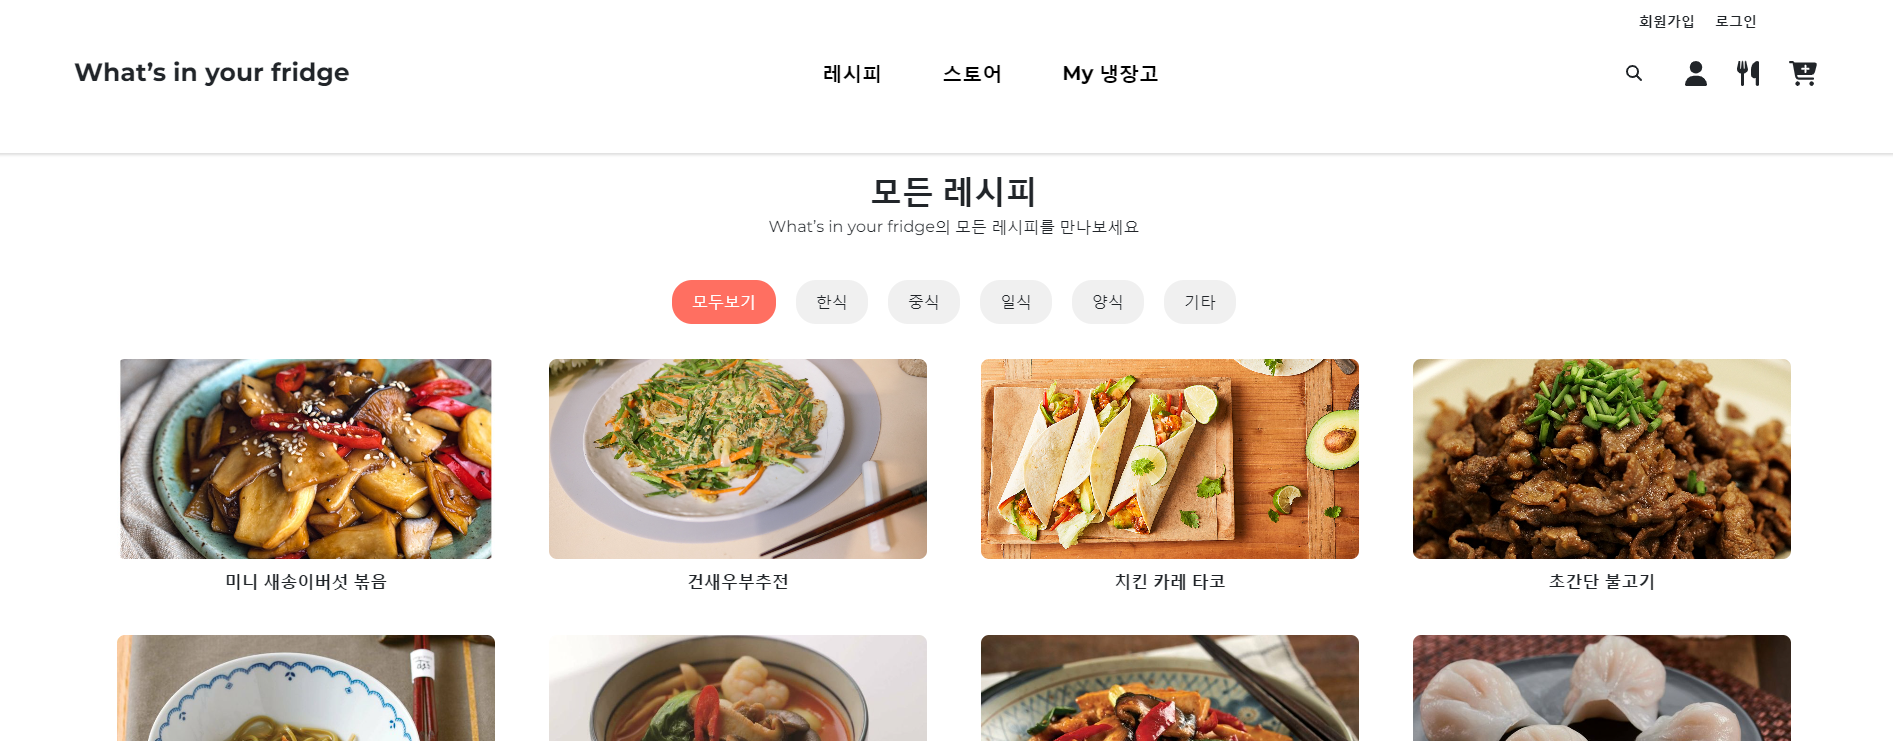 회원가입 로그인
What's in your fridge 레시피 스토어 My 냉장고
모든 레시피
What's in your fridge의 모든 레시피를 만나보세요
모두보기 한식 중식 일식 양식 기타
미니 새송이버섯 볶음 건새우부추전 치킨 카레 타코 초간단 불고기